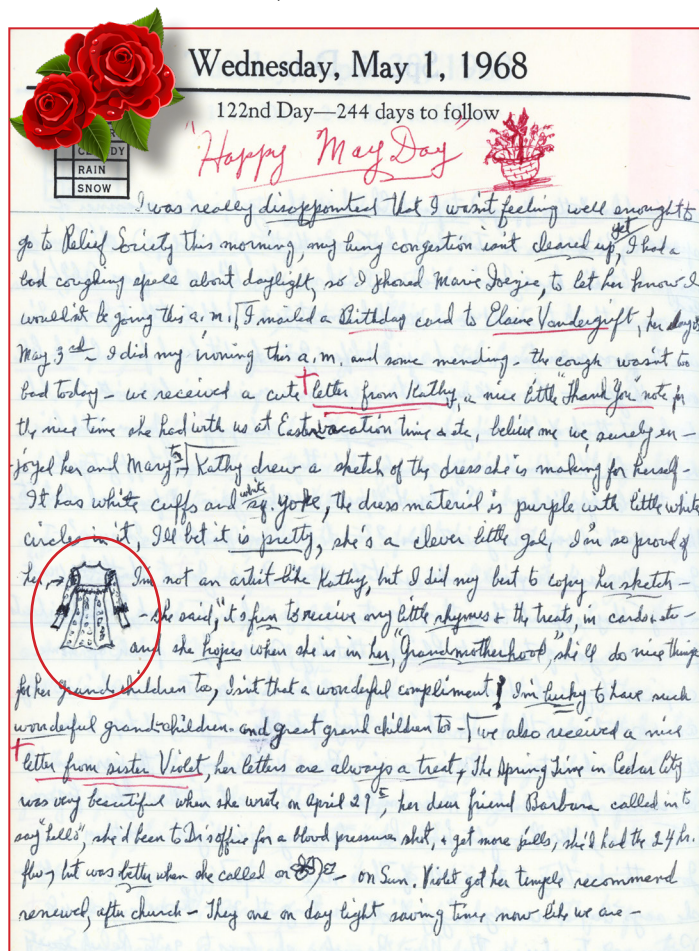 Wednesday, May 1, 1968
122nd Day—244 days to follow
"Happy May Day"
RAIN
SNOW
I was really disappointed that I wasn't feeling well enought to
go to Relief Society this morning, my lung congestion isn't cleared up, yet I had a
bad coughing spell about daylight, so I phoned Marie to let her know I
wouldn't be going this a.m. I mailed a Birthday card to Elaine Vandergrift, her day is
May 3rd – I did my ironing this a.m. and some mending – the cough wasn't to
bad today – we received a cute letter from Kathy, a nice little "Thank You" note for
the nice time she had with us at Easter vacation time & etc, believe me we surely en-
-joyed her and Mary to – Kathy drew a sketch of the dress she is making for herself –
It has white cuffs and white sq. yoke, the dress material is purple with little white
circles in it, I'll bet it is pretty, she's a clever little gal, I'm so proud of
her, → I'm not an artist like Kathy, but I did my best to copy her sketch –
– she said, "it's fun to receive my little rhymes & the treats, in cards & etc –
and she hopes when she is in her, "Grandmotherhood," she'll do nice things
for her grandchildren to, Isn't that a wonderful compliment! I'm lucky to have such
wonderful grand-children and great grand children to – we also received a nice
letter from sister Violet, her letters are always a treat, The Spring time in Cedar City
was very beautiful when she wrote on April 29th, her dear friend Barbara called in to
say "hello", she'd been to Dr's office for a blood pressure shot, & get more pills, she'd had the 24 hr.
flu, but was better when she called on – on Sun. Violet got her temple recommend
renewed, after church – They are on day light saving time now like we are –